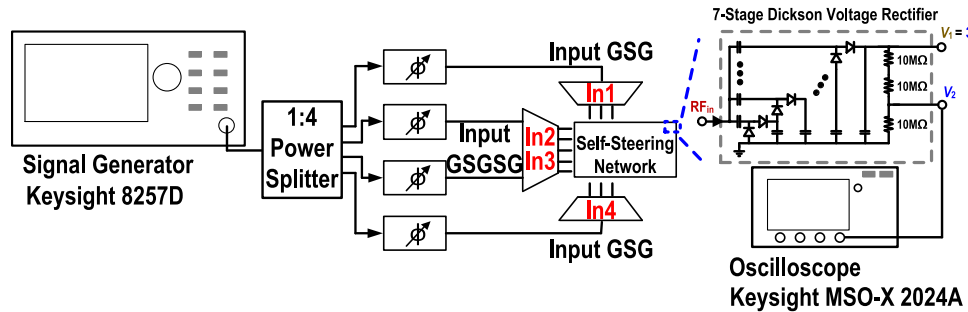 7-Stage Dickson Voltage Rectifier
V1 = 3
10MΩ
10MΩ
V2
10MΩ
RFin
Input GSG
In1
ϕ
1:4
Power
Splitter
ϕ
Input
GSGSG
In2
In3
Self-Steering
Network
ϕ
ϕ
In4
Input GSG
Signal Generator
Keysight 8257D
Oscilloscope
Keysight MSO-X 2024A